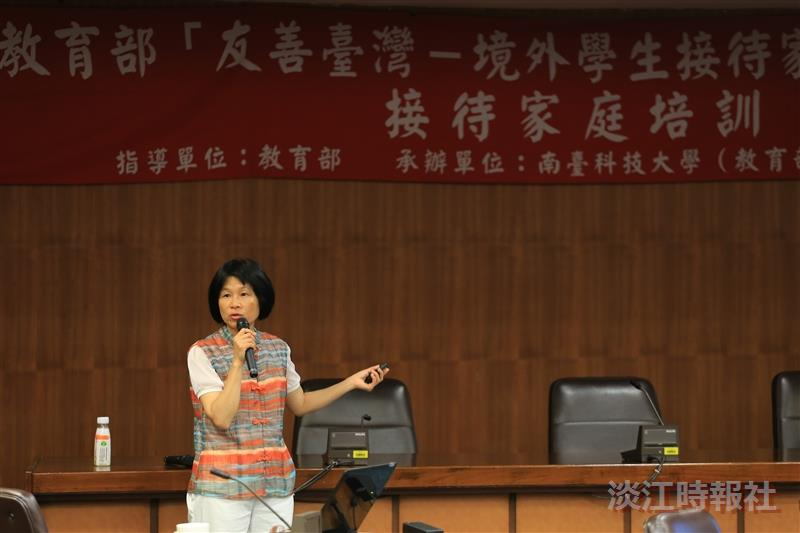 教育部「友善臺灣－境外學生接待家
接待家庭培訓
指導單位：教育部　承辦單位：南臺科技大學（教育部
淡江時報社